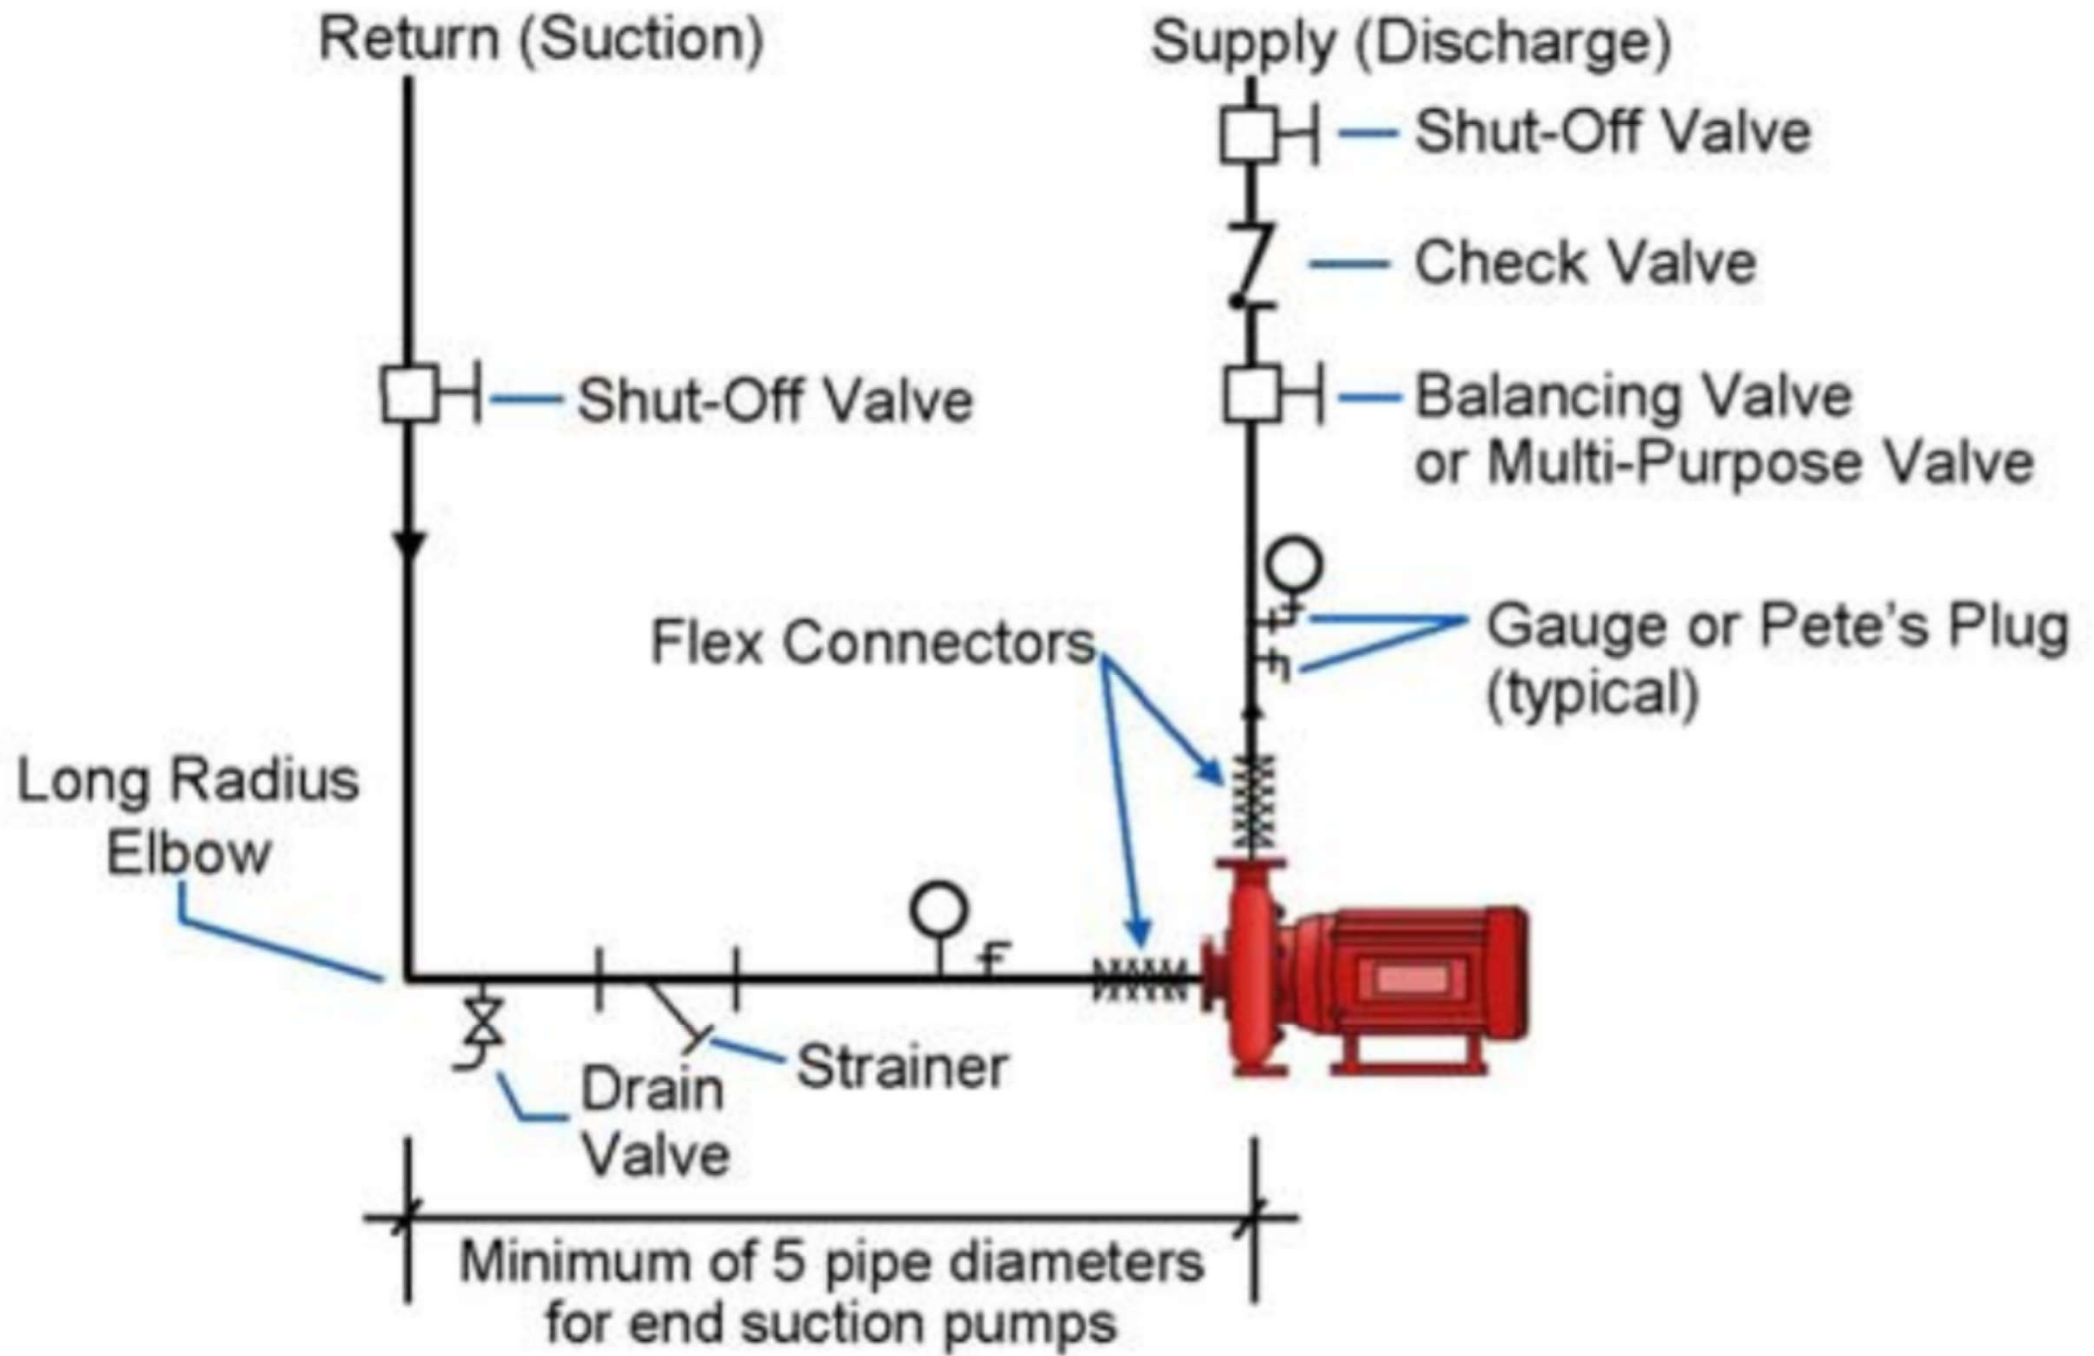 Return (Suction)
Supply (Discharge)
Shut-Off Valve
Check Valve
Shut-Off Valve
Balancing Valve
or Multi-Purpose Valve
Flex Connectors
Gauge or Pete's Plug
(typical)
Long Radius
Elbow
Strainer
Drain
Valve
Minimum of 5 pipe diameters
for end suction pumps